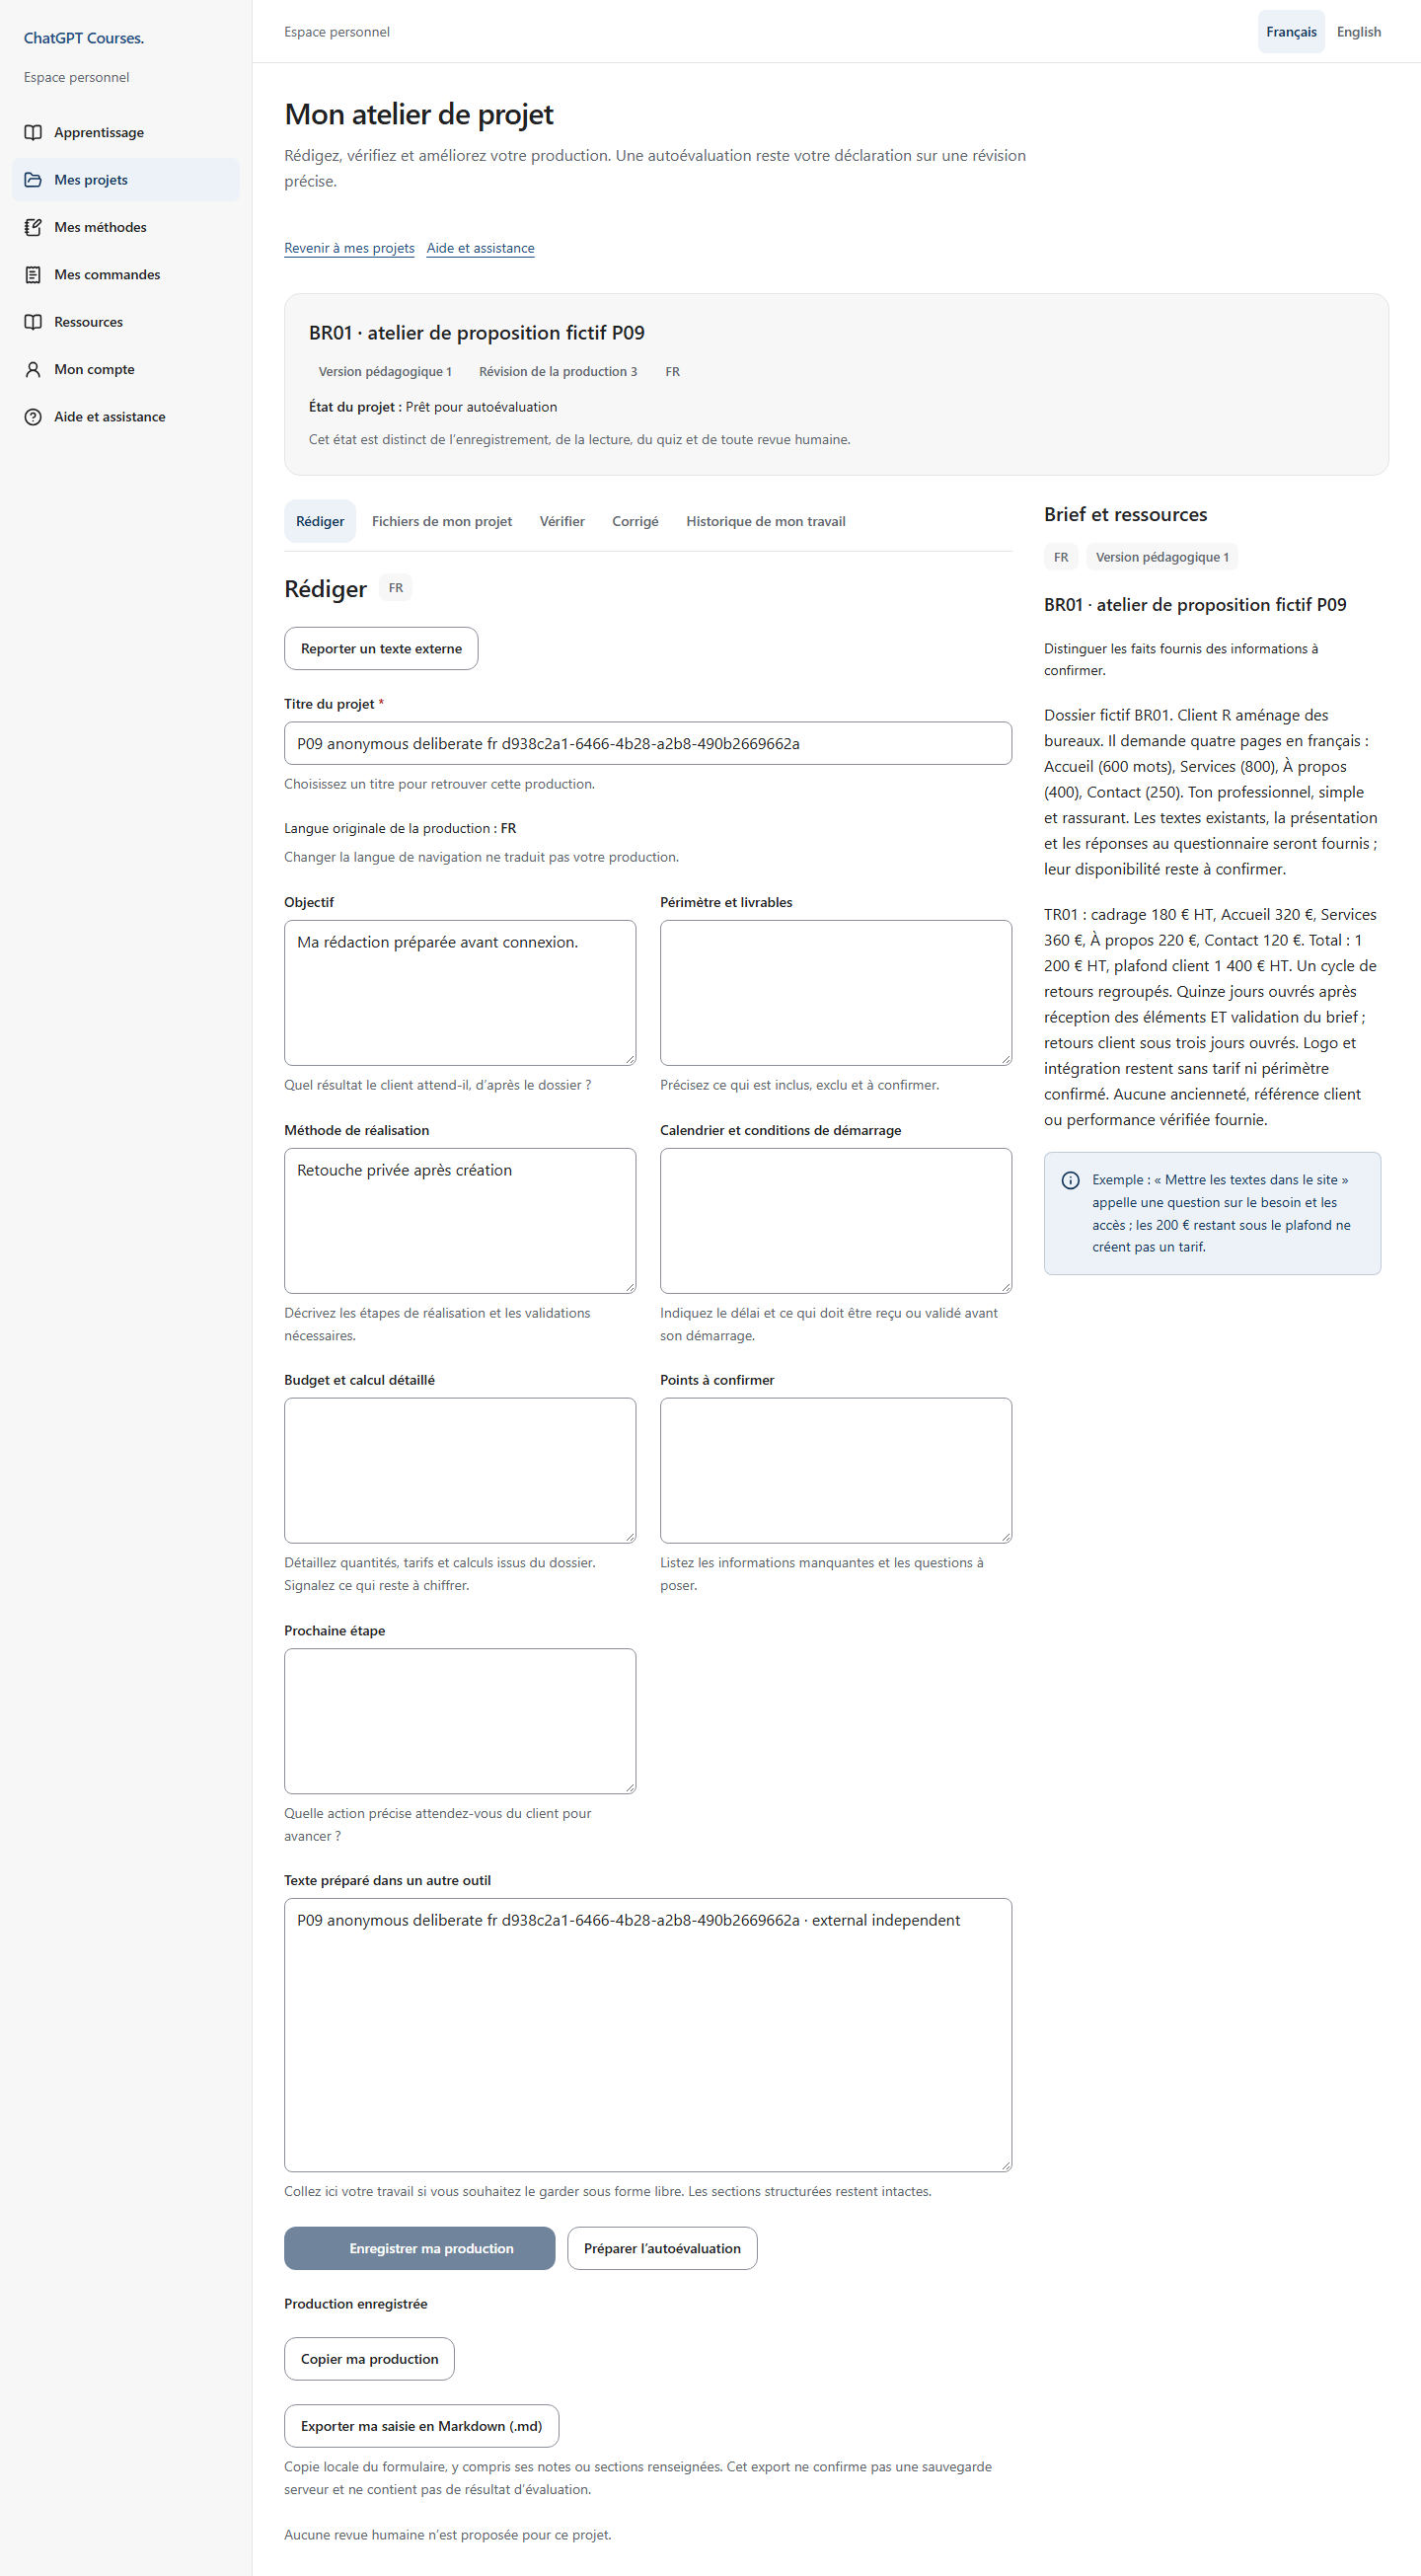 ChatGPT Courses.
Espace personnel
Apprentissage
Mes projets
Mes méthodes
Mes commandes
Ressources
Mon compte
Aide et assistance
Espace personnel
Français
English
Mon atelier de projet
Rédigez, vérifiez et améliorez votre production. Une autoévaluation reste votre déclaration sur une révision
précise.
Revenir à mes projets
Aide et assistance
BR01 · atelier de proposition fictif P09
Version pédagogique 1
Révision de la production 3
FR
État du projet : Prêt pour autoévaluation
Cet état est distinct de l’enregistrement, de la lecture, du quiz et de toute revue humaine.
Rédiger
Fichiers de mon projet
Vérifier
Corrigé
Historique de mon travail
Rédiger
FR
Reporter un texte externe
Titre du projet *
P09 anonymous deliberate fr d938c2a1-6466-4b28-a2b8-490b2669662a
Choisissez un titre pour retrouver cette production.
Langue originale de la production : FR
Changer la langue de navigation ne traduit pas votre production.
Objectif
Ma rédaction préparée avant connexion.
Quel résultat le client attend-il, d’après le dossier ?
Périmètre et livrables
Précisez ce qui est inclus, exclu et à confirmer.
Méthode de réalisation
Retouche privée après création
Décrivez les étapes de réalisation et les validations
nécessaires.
Calendrier et conditions de démarrage
Indiquez le délai et ce qui doit être reçu ou validé avant
son démarrage.
Budget et calcul détaillé
Détaillez quantités, tarifs et calculs issus du dossier.
Signalez ce qui reste à chiffrer.
Points à confirmer
Listez les informations manquantes et les questions à
poser.
Prochaine étape
Quelle action précise attendez-vous du client pour
avancer ?
Texte préparé dans un autre outil
P09 anonymous deliberate fr d938c2a1-6466-4b28-a2b8-490b2669662a · external independent
Collez ici votre travail si vous souhaitez le garder sous forme libre. Les sections structurées restent intactes.
Enregistrer ma production
Préparer l’autoévaluation
Production enregistrée
Copier ma production
Exporter ma saisie en Markdown (.md)
Copie locale du formulaire, y compris ses notes ou sections renseignées. Cet export ne confirme pas une sauvegarde
serveur et ne contient pas de résultat d’évaluation.
Aucune revue humaine n’est proposée pour ce projet.
Brief et ressources
FR
Version pédagogique 1
BR01 · atelier de proposition fictif P09
Distinguer les faits fournis des informations à
confirmer.
Dossier fictif BR01. Client R aménage des
bureaux. Il demande quatre pages en français :
Accueil (600 mots), Services (800), À propos
(400), Contact (250). Ton professionnel, simple
et rassurant. Les textes existants, la présentation
et les réponses au questionnaire seront fournis ;
leur disponibilité reste à confirmer.
TR01 : cadrage 180 € HT, Accueil 320 €, Services
360 €, À propos 220 €, Contact 120 €. Total : 1
200 € HT, plafond client 1 400 € HT. Un cycle de
retours regroupés. Quinze jours ouvrés après
réception des éléments ET validation du brief ;
retours client sous trois jours ouvrés. Logo et
intégration restent sans tarif ni périmètre
confirmé. Aucune ancienneté, référence client
ou performance vérifiée fournie.
Exemple : « Mettre les textes dans le site »
appelle une question sur le besoin et les
accès ; les 200 € restant sous le plafond ne
créent pas un tarif.